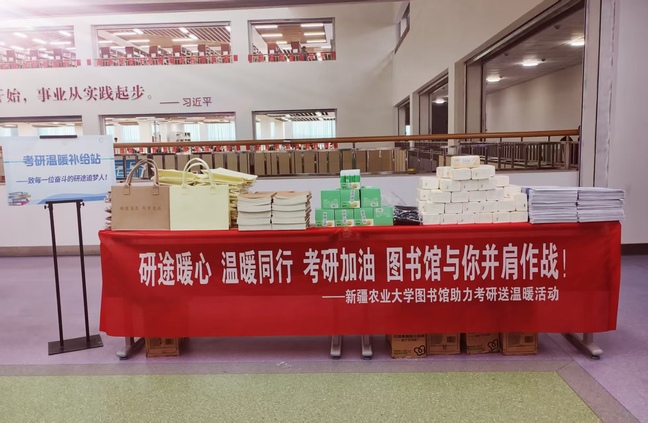 开始，事业从实践起步。
——习近平
考研温暖补给站
——致每一位奋斗的研途追梦人！
研途暖心 温暖同行 考研加油 图书馆与你并肩作战！
——新疆农业大学图书馆助力考研送温暖活动